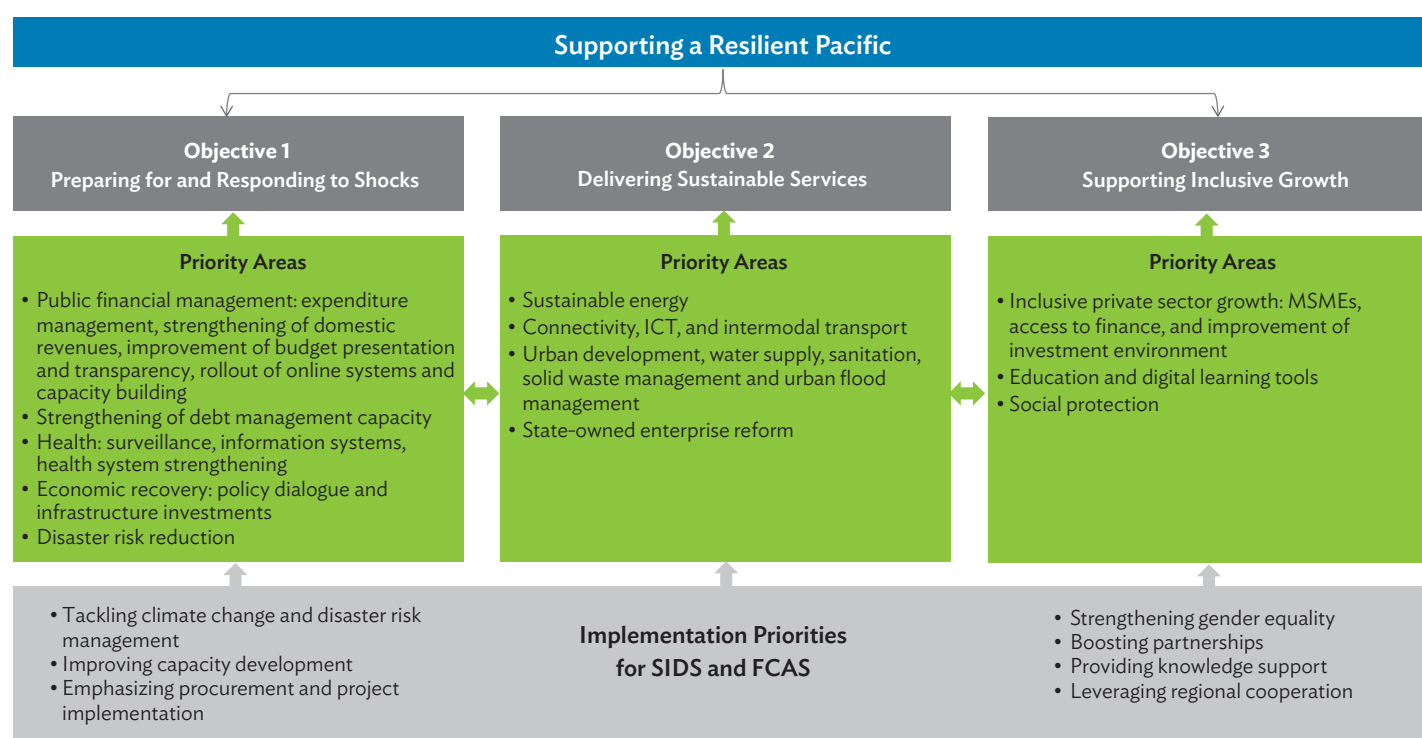 Supporting a Resilient Pacific
Objective 1
Preparing for and Responding to Shocks
Objective 2
Delivering Sustainable Services
Objective 3
Supporting Inclusive Growth
Priority Areas
• Public financial management: expenditure
management, strengthening of domestic
revenues, improvement of budget presentation
and transparency, rollout of online systems and
capacity building
• Strengthening of debt management capacity
• Health: surveillance, information systems,
health system strengthening
• Economic recovery: policy dialogue and
infrastructure investments
• Disaster risk reduction
Priority Areas
• Sustainable energy
• Connectivity, ICT, and intermodal transport
• Urban development, water supply, sanitation,
solid waste management and urban flood
management
• State-owned enterprise reform
Priority Areas
• Inclusive private sector growth: MSMEs,
access to finance, and improvement of
investment environment
• Education and digital learning tools
• Social protection
• Tackling climate change and disaster risk
management
• Improving capacity development
• Emphasizing procurement and project
implementation
Implementation Priorities
for SIDS and FCAS
• Strengthening gender equality
• Boosting partnerships
• Providing knowledge support
• Leveraging regional cooperation